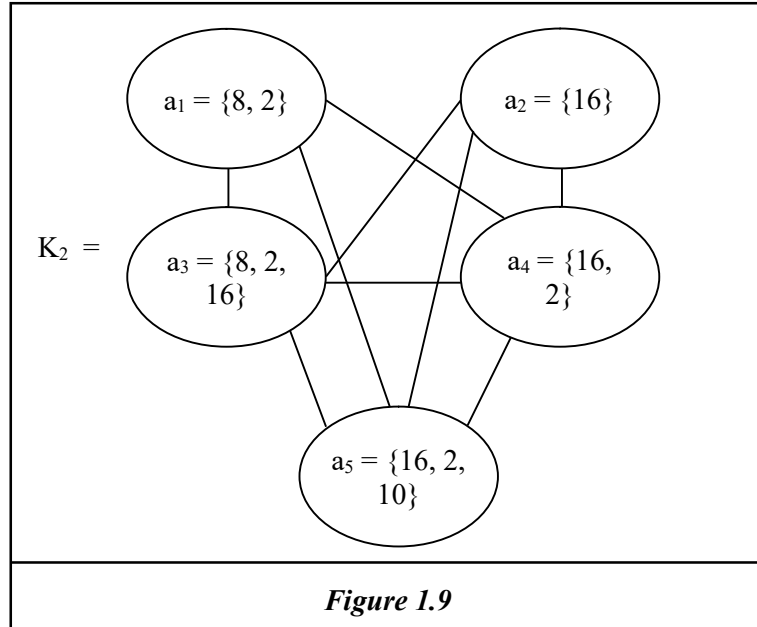 a₁ = {8, 2}
a₂ = {16}
K₂ =
a₃ = {8, 2,
16}
a₄ = {16,
2}
a₅ = {16, 2,
10}
Figure 1.9